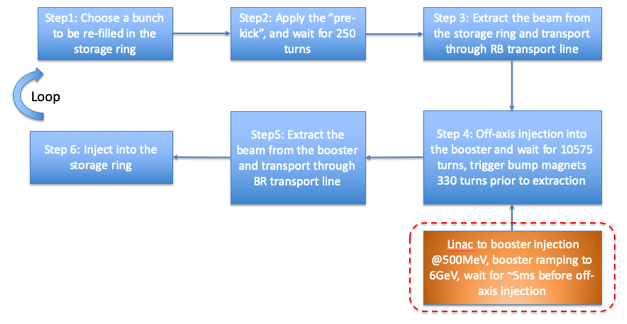 Step1: Choose a bunch
to be re-filled in the
storage ring
Step2: Apply the “pre-
kick”, and wait for 250
turns
Step 3: Extract the beam from
the storage ring and transport
through RB transport line
Loop
Step 6: Inject into the
storage ring
Step5: Extract the
beam from the booster
and transport through
BR transport line
Step 4: Off-axis injection into
the booster and wait for 10575
turns, trigger bump magnets
330 turns prior to extraction
Linac to booster injection
@500MeV, booster ramping to
6GeV, wait for ~5ms before off-
axis injection